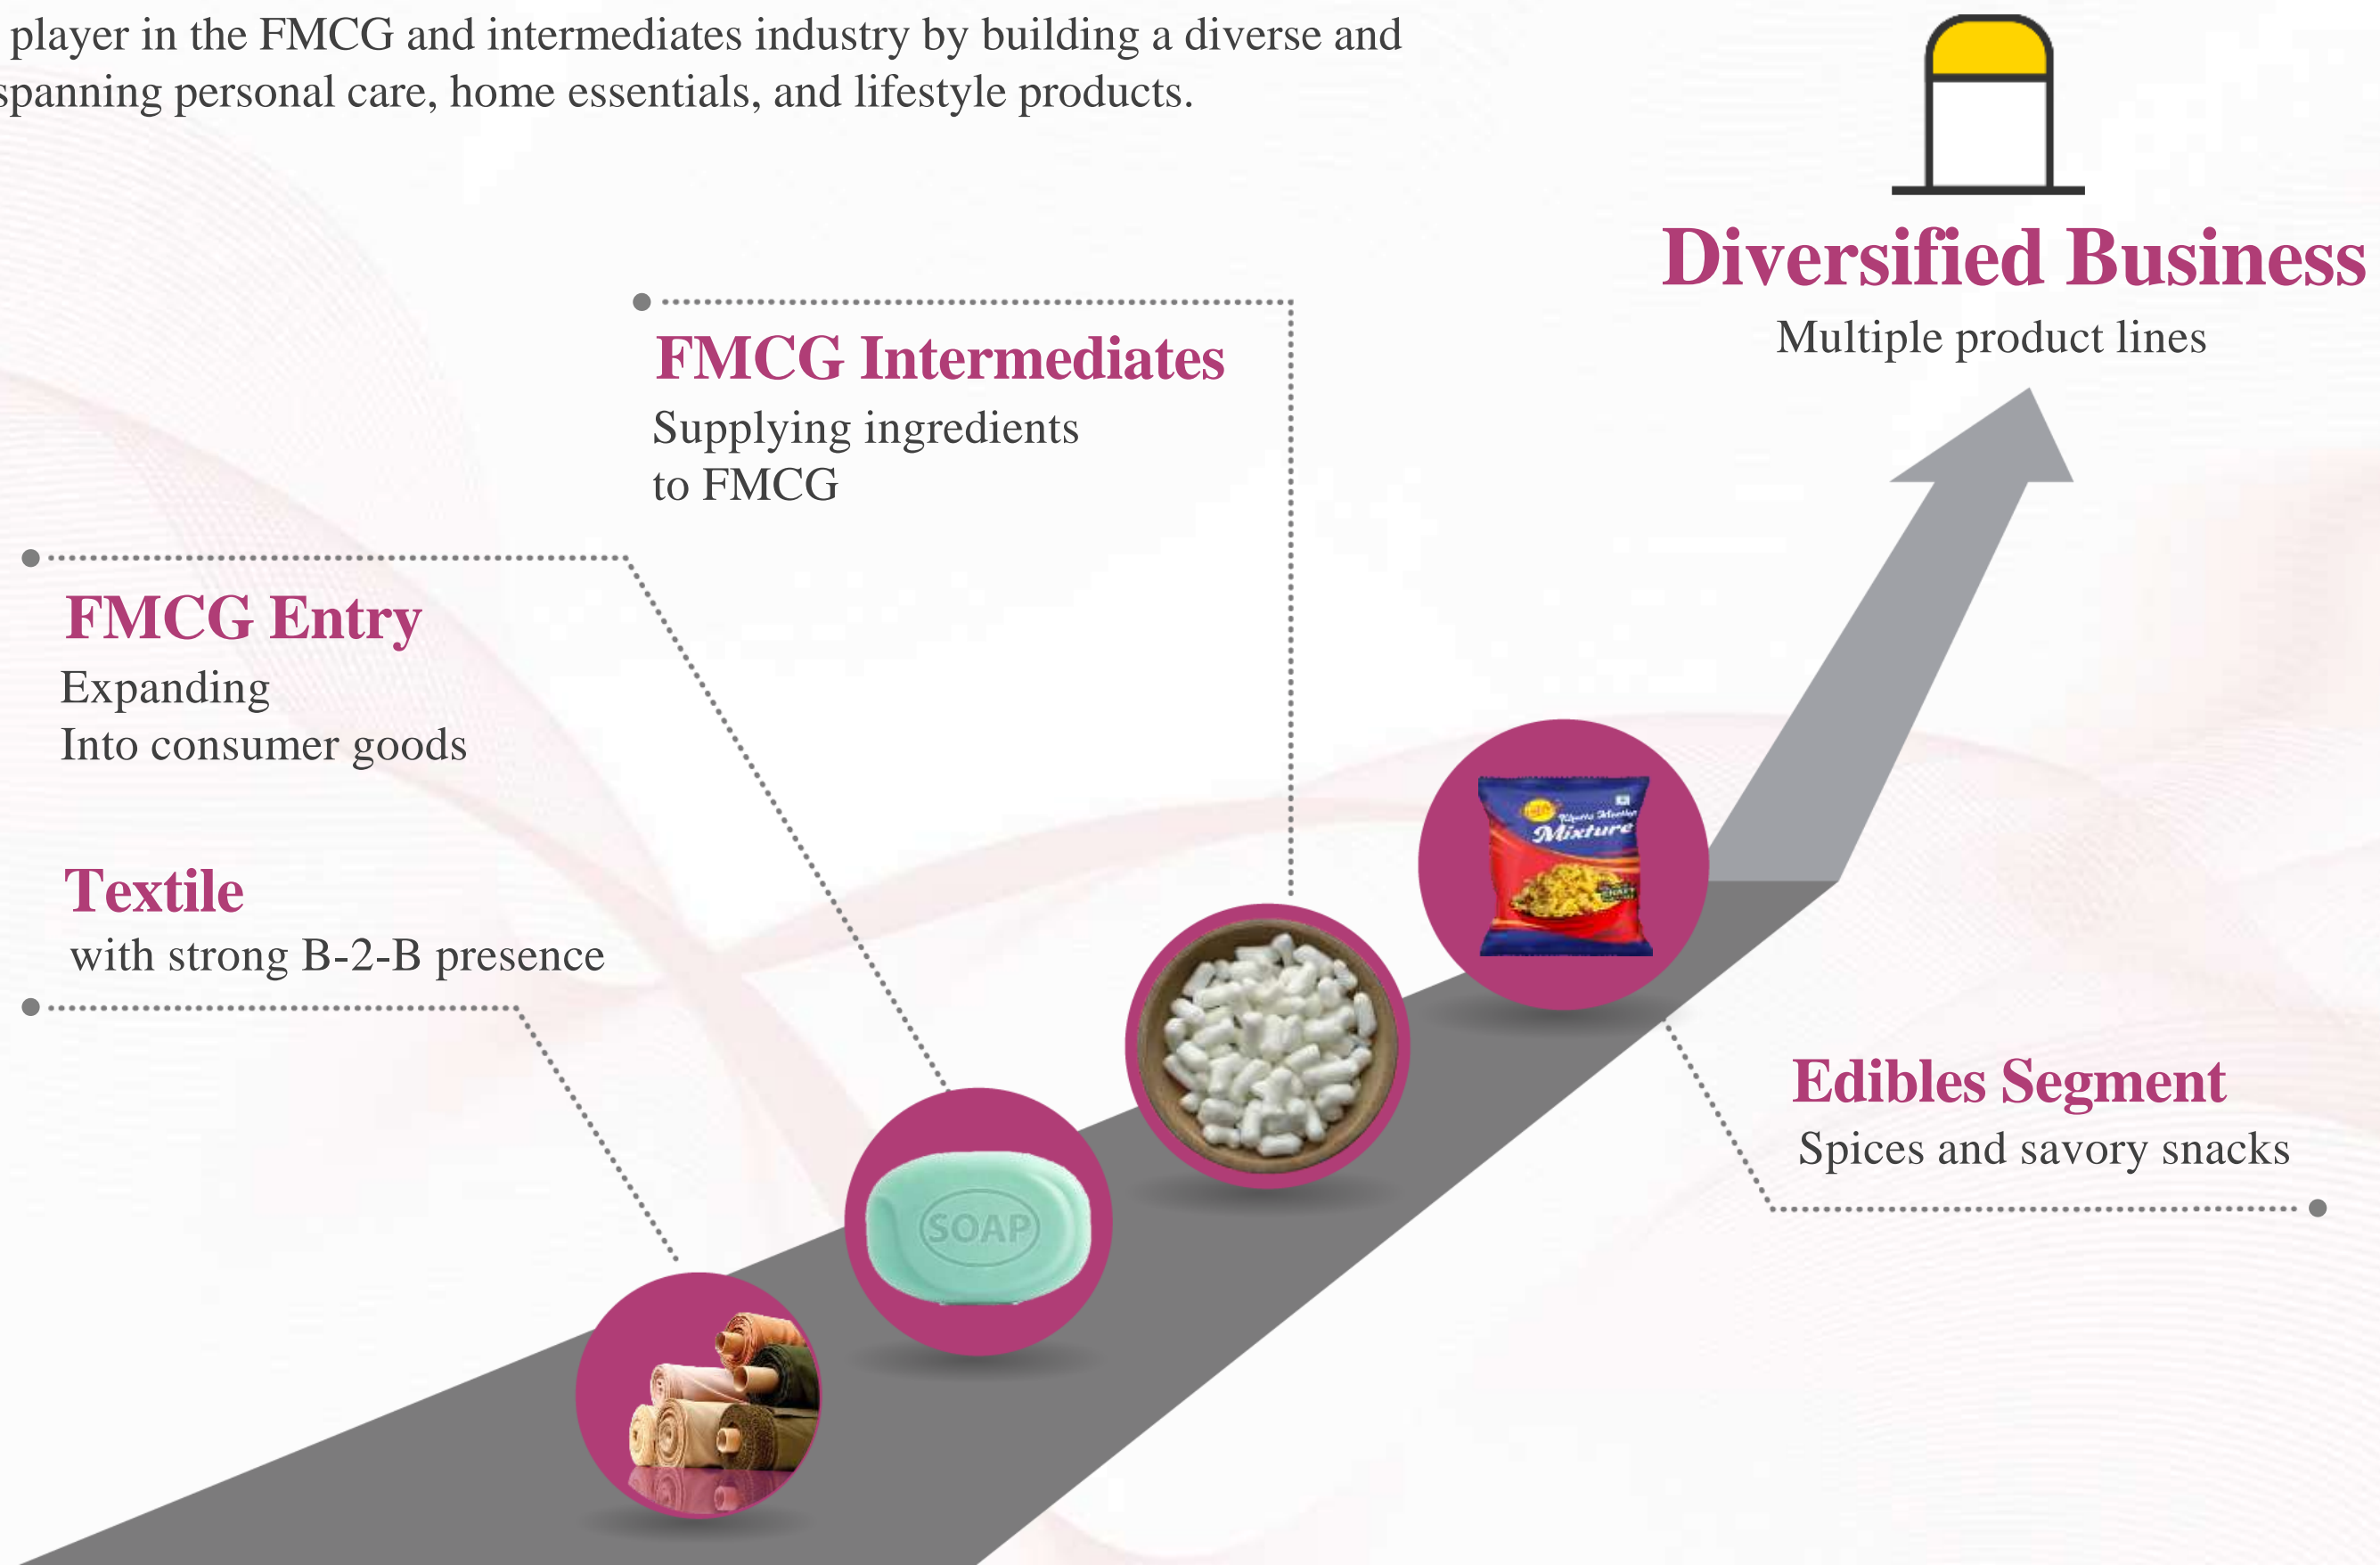 player in the FMCG and intermediates industry by building a diverse and
spanning personal care, home essentials, and lifestyle products.
Diversified Business
Multiple product lines
FMCG Intermediates
Supplying ingredients
to FMCG
FMCG Entry
Expanding
Into consumer goods
Textile
with strong B-2-B presence
Mixture
SOAP
Edibles Segment
Spices and savory snacks